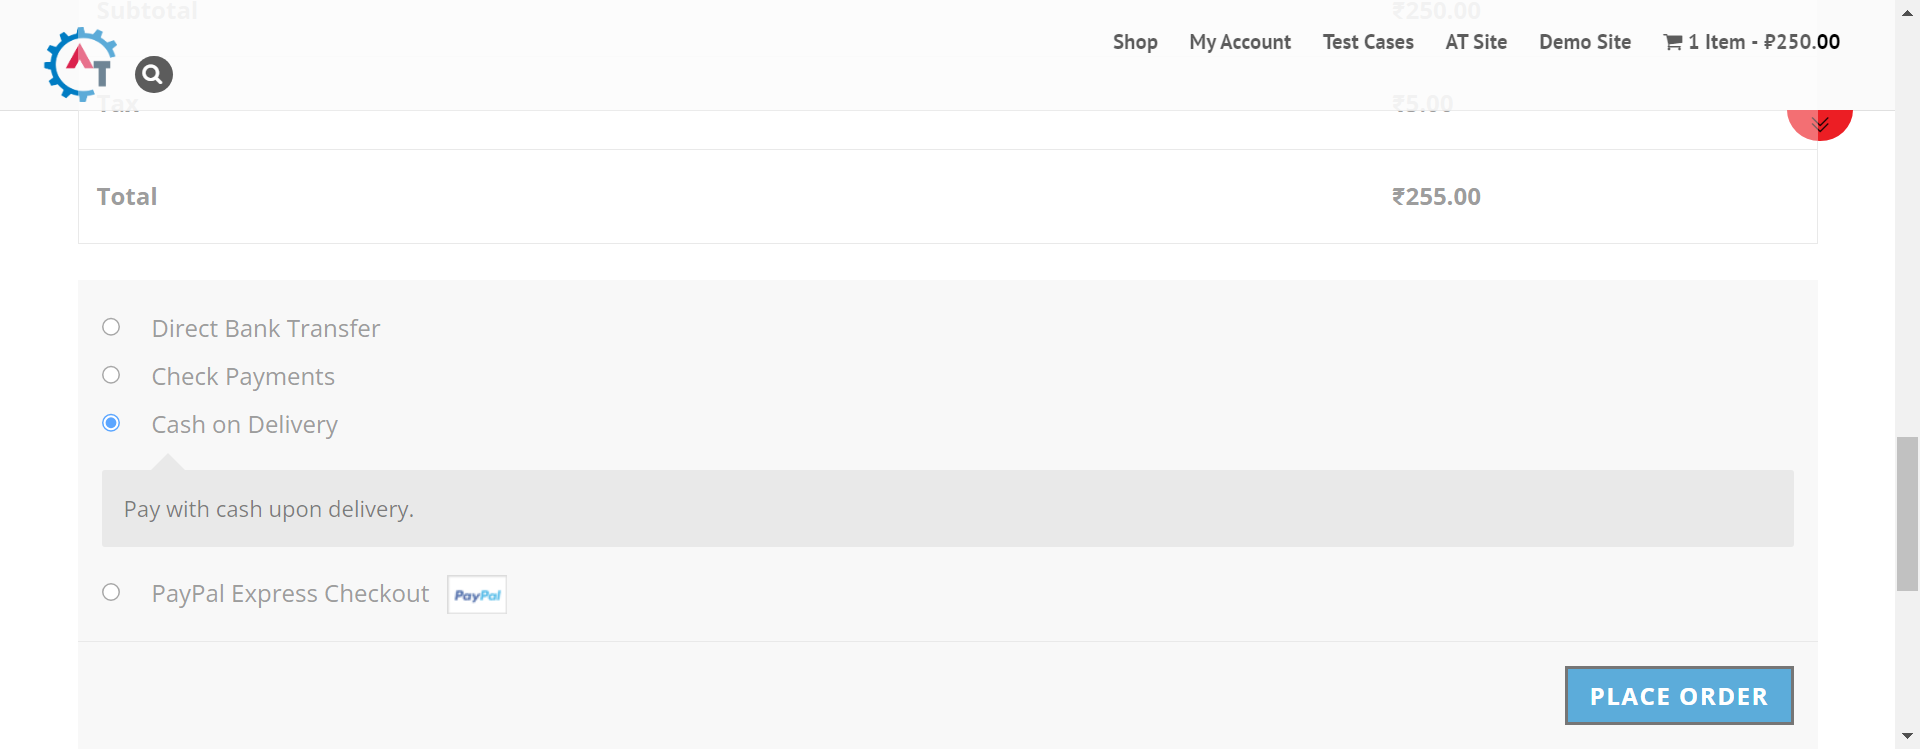 Subtotal ₹250.00
Shop My Account Test Cases AT Site Demo Site 1 Item - ₽250.00
AT
Tax ₹5.00
Total ₹255.00
Direct Bank Transfer
Check Payments
Cash on Delivery
Pay with cash upon delivery.
PayPal Express Checkout PayPal
PLACE ORDER